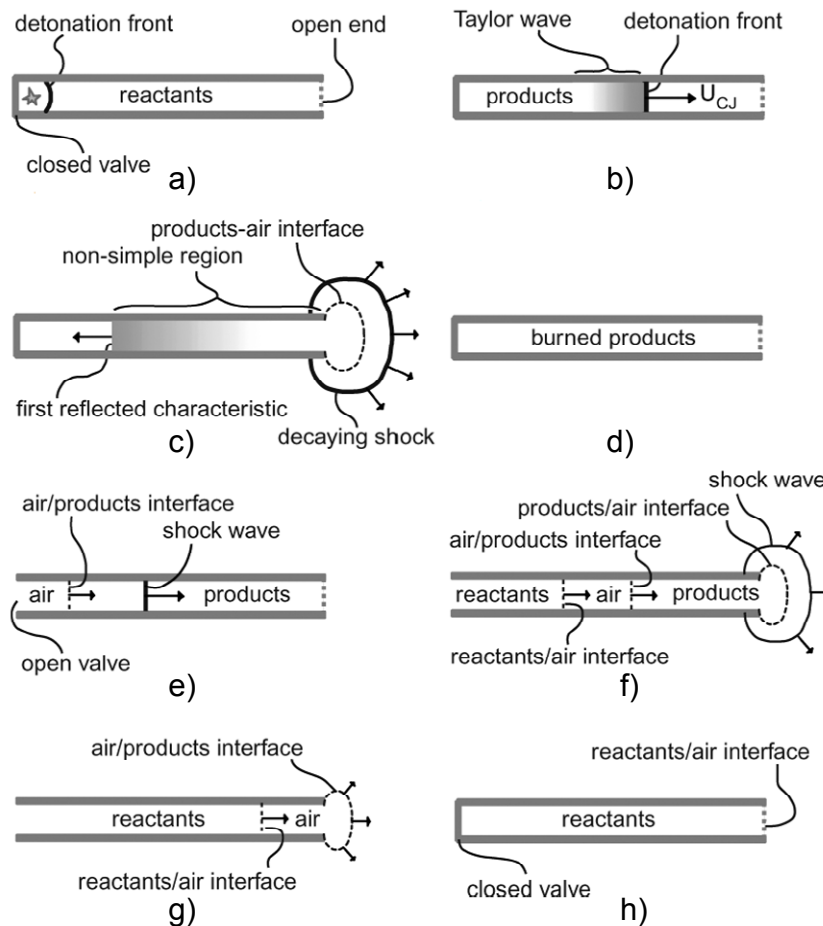 detonation front
open end
reactants
closed valve
a)
Taylor wave
detonation front
products
UCJ
b)
products-air interface
non-simple region
first reflected characteristic
decaying shock
c)
burned products
d)
air/products interface
shock wave
air
products
open valve
e)
shock wave
products/air interface
air/products interface
reactants
air
products
reactants/air interface
f)
air/products interface
reactants
air
reactants/air interface
g)
reactants/air interface
reactants
closed valve
h)